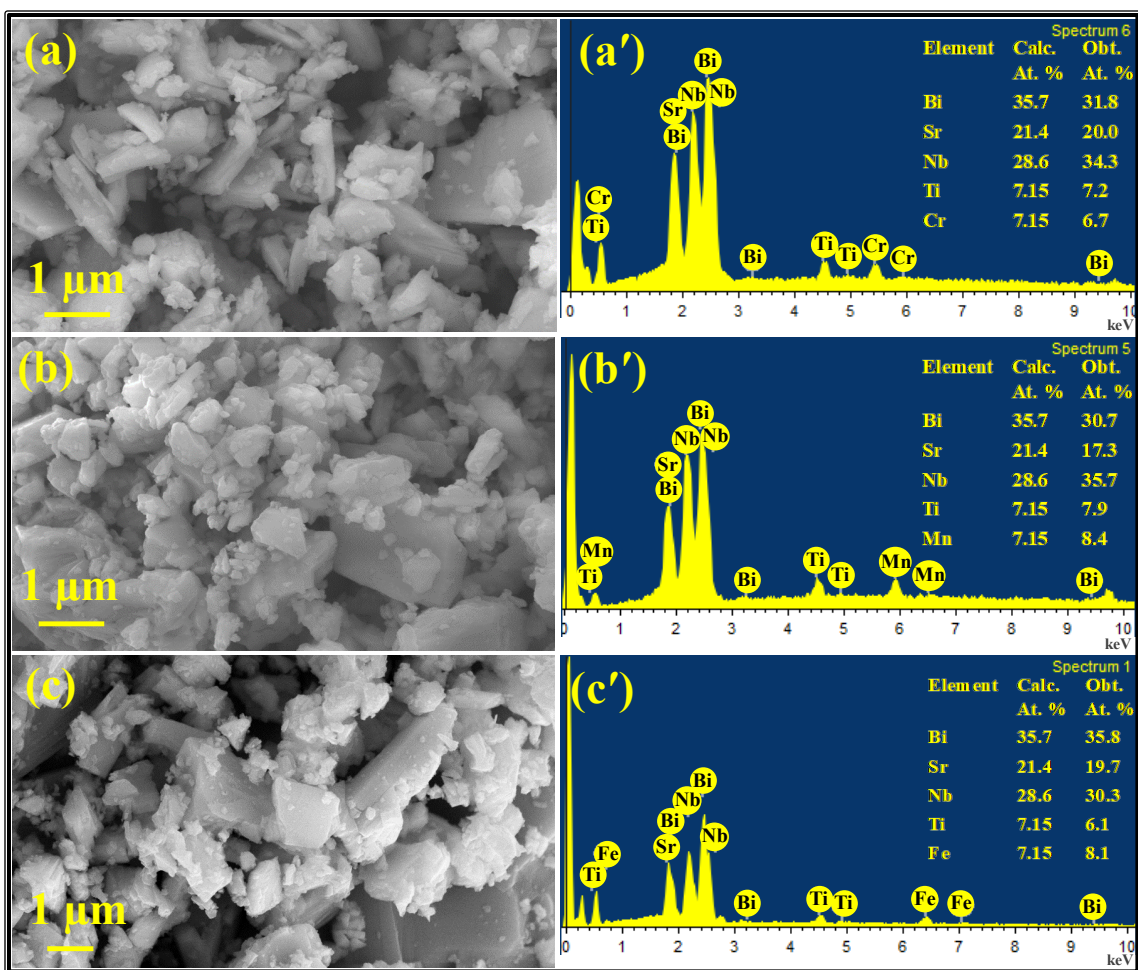 (a)
1 μm
(a′)
Spectrum 6
Element Calc. Obt.
At. % At. %
Bi 35.7 31.8
Sr 21.4 20.0
Nb 28.6 34.3
Ti 7.15 7.2
Cr 7.15 6.7
Bi
Nb Nb
Sr
Bi
Cr
Ti
Bi Ti Ti Cr Cr Bi
0 1 2 3 4 5 6 7 8 9 10
keV
(b)
1 μm
(b′)
Spectrum 5
Element Calc. Obt.
At. % At. %
Bi 35.7 30.7
Sr 21.4 17.3
Nb 28.6 35.7
Ti 7.15 7.9
Mn 7.15 8.4
Bi
Nb Nb
Sr
Bi
Mn
Ti
Bi Ti Ti Mn Mn Bi
0 1 2 3 4 5 6 7 8 9 10
keV
(c)
1 μm
(c′)
Spectrum 1
Element Calc. Obt.
At. % At. %
Bi 35.7 35.8
Sr 21.4 19.7
Nb 28.6 30.3
Ti 7.15 6.1
Fe 7.15 8.1
Bi
Nb
Bi Nb
Sr
Fe
Ti
Bi Ti Ti Fe Fe Bi
0 1 2 3 4 5 6 7 8 9 10
keV